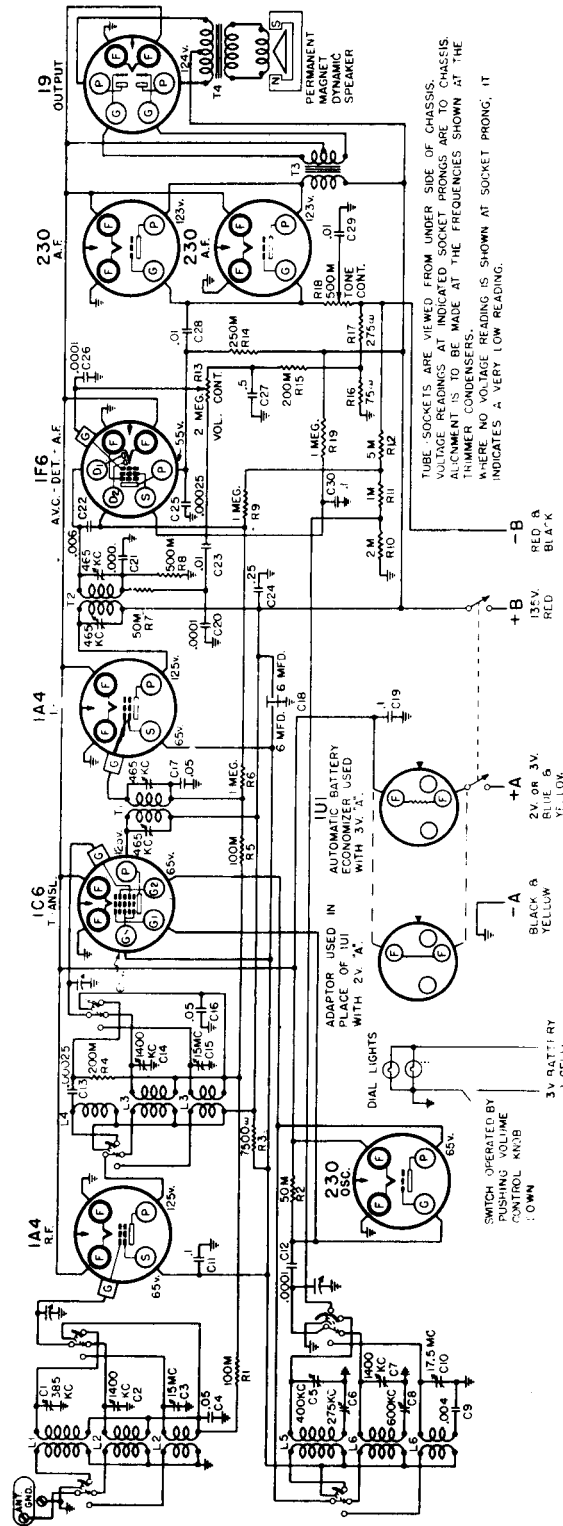 ANT.
GND.
L1
C1
385
KC
L2
1400
KC
C2
L2
15 MC
C3
.05
C4
100M
R1
1A4
R.F.
G
F
F
S
P
65v.
125v.
.1
C11
L4
.00025
C13
200M
R4
L3
1400
KC
C14
L3
15MC
C15
.05
C16
7500ω
R3
1C6
TRANSL.
G
F
F
P
G1
G2
65v.
465
KC
T1
465
KC
C17
.05
100M
R5
1 MEG.
R6
1A4
G
F
F
S
P
65v.
125v.
T2
465
KC
465
KC
50M
R7
C21
500M
R8
.0001
C20
.01
C23
.006
C22
.25
C24
6 MFD.
6 MFD.
C18
1F6
A.V.C.-DET.-A.F.
G
D1
D2
F
F
S
P
55v.
C25
.00025
.0001
C26
R13
2 MEG.
VOL. CONT.
1 MEG.
R9
.01
C28
250M
R14
.5
C27
200M
R15
1 MEG.
R19
C30
.1
R16
75ω
R17
275ω
2M
R10
1M
R11
5M
R12
230
A.F.
F
F
G
P
123v.
230
A.F.
F
F
G
P
123v.
R18
500M
TONE
CONT.
.01
C29
T3
19
OUTPUT
F
F
P
P
G
G
124v.
T4
N
S
PERMANENT
MAGNET
DYNAMIC
SPEAKER
L5
400KC
C5
275KC
C6
L6
1400
KC
C7
600KC
C8
L6
17.5 MC
C10
.004
C9
.0001
C12
50M
R2
230
OSC.
F
F
G
P
65v.
SWITCH OPERATED BY
PUSHING VOLUME
CONTROL KNOB
DIAL LIGHTS
3V BATTERY
ADAPTOR USED IN
PLACE OF 1U1
WITH 2V. "A".
F
F
1U1
AUTOMATIC BATTERY
ECONOMIZER USED
WITH 3V. "A".
F
F
.1
C19
-A
BLACK &
YELLOW
+A
2V. OR 3V.
BLUE &
YELLOW
+B
135V.
RED
-B
RED &
BLACK
TUBE SOCKETS ARE VIEWED FROM UNDER SIDE OF CHASSIS.
VOLTAGE READINGS AT INDICATED SOCKET PRONGS ARE TO CHASSIS.
ALIGNMENT IS TO BE MADE AT THE FREQUENCIES SHOWN AT THE
TRIMMER CONDENSERS.
WHERE NO VOLTAGE READING IS SHOWN AT SOCKET PRONG, IT
INDICATES A VERY LOW READING.